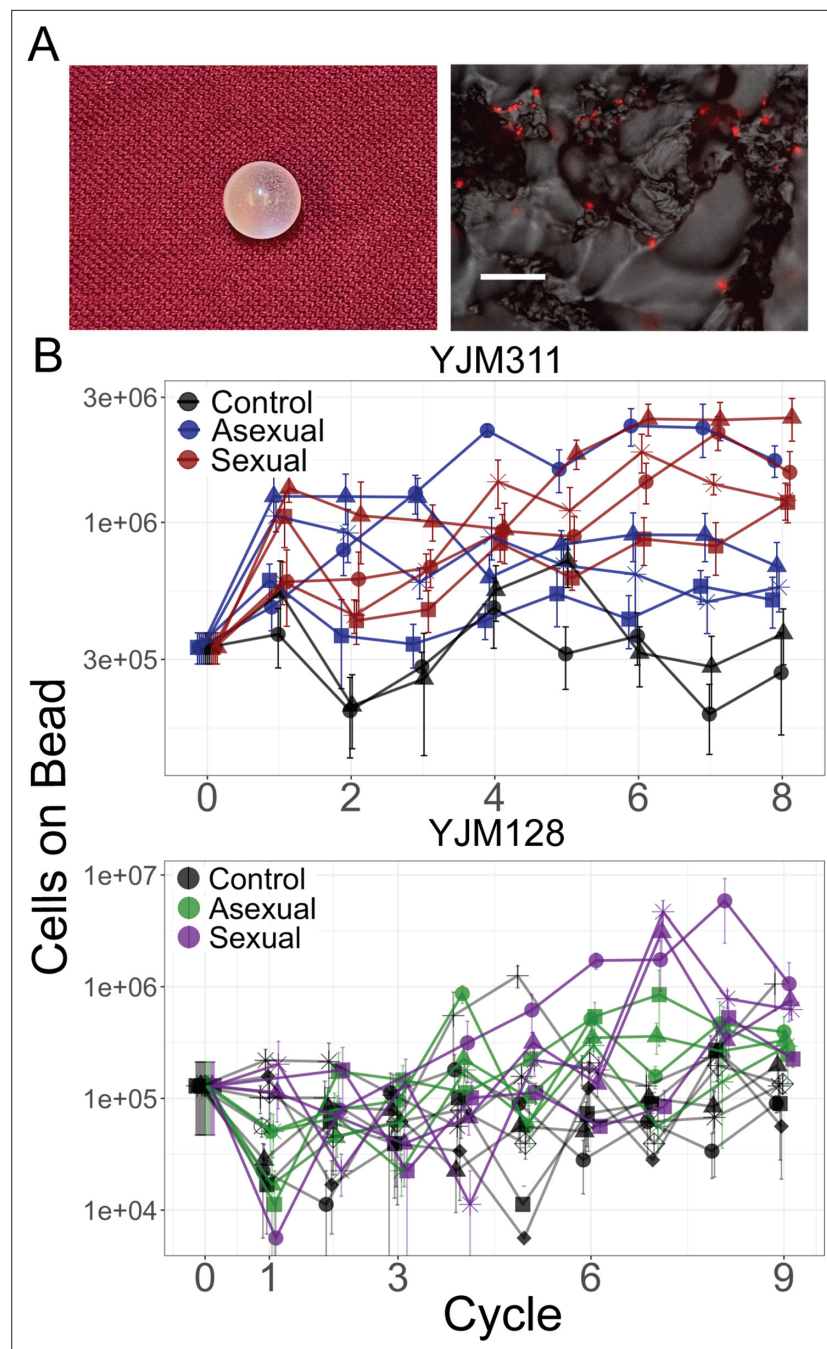 A
B
YJM311
Control
Asexual
Sexual
3e+06
1e+06
3e+05
0 2 4 6 8
YJM128
Control
Asexual
Sexual
1e+07
1e+06
1e+05
1e+04
0 1 3 6 9
Cells on Bead
Cycle